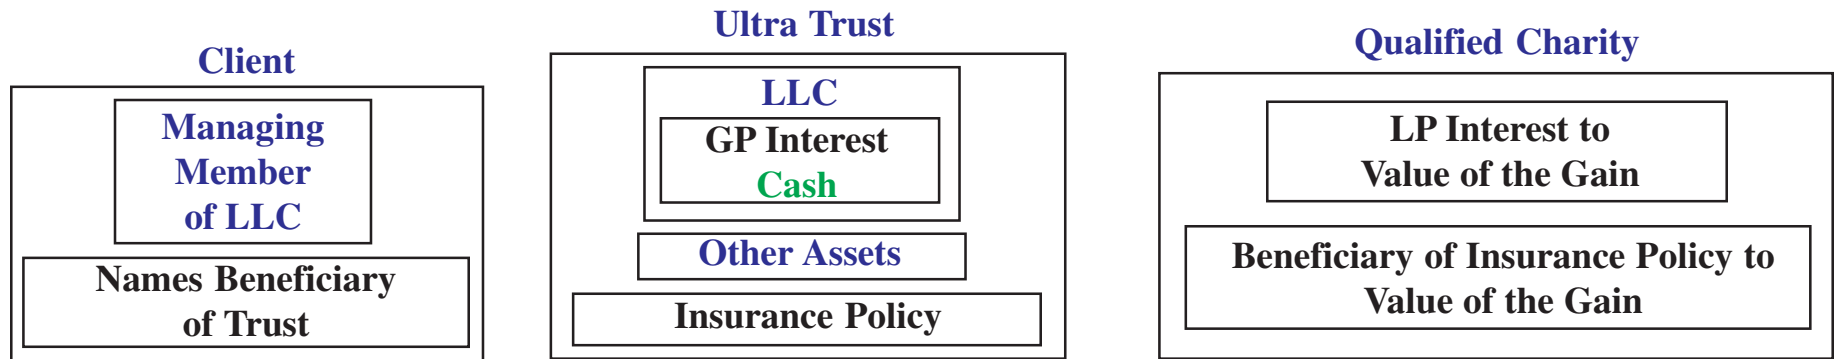 Client
Managing
Member
of LLC
Names Beneficiary
of Trust
Ultra Trust
LLC
GP Interest
Cash
Other Assets
Insurance Policy
Qualified Charity
LP Interest to
Value of the Gain
Beneficiary of Insurance Policy to
Value of the Gain